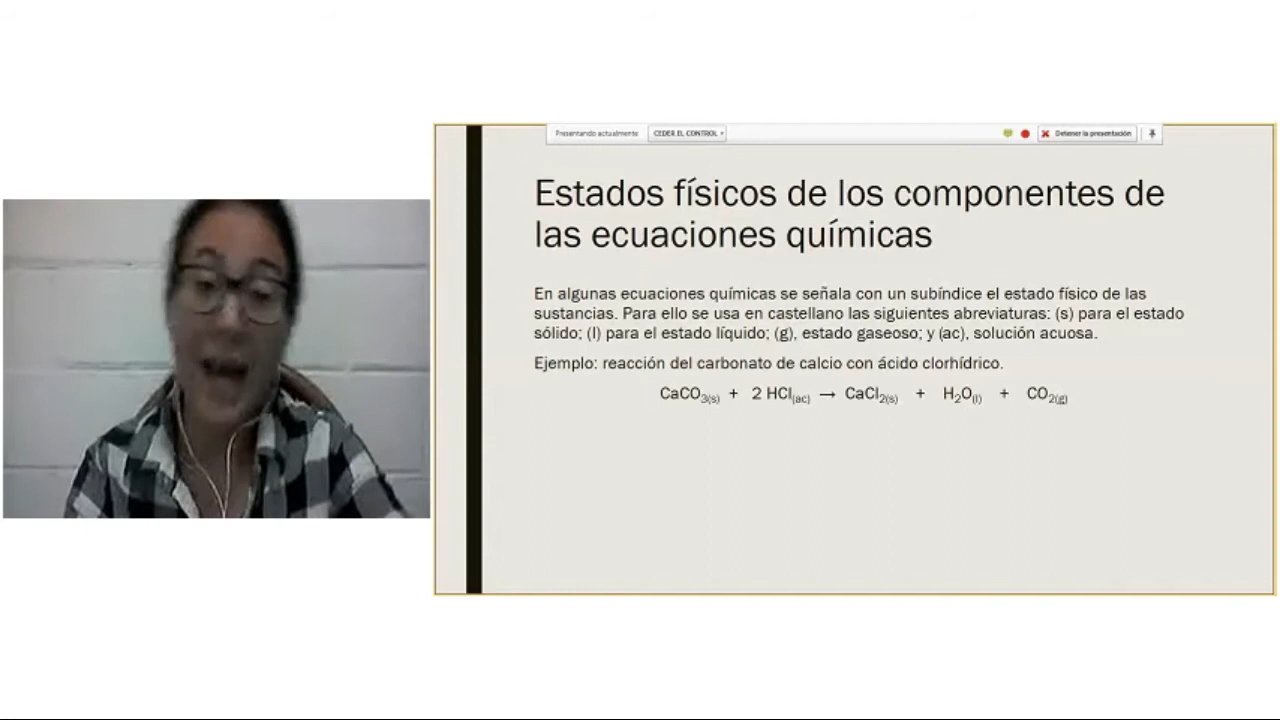 Presentando actualmente CEDER EL CONTROL Detener la presentación
Estados físicos de los componentes de
las ecuaciones químicas
En algunas ecuaciones químicas se señala con un subíndice el estado físico de las
sustancias. Para ello se usa en castellano las siguientes abreviaturas: (s) para el estado
sólido; (l) para el estado líquido; (g), estado gaseoso; y (ac), solución acuosa.
Ejemplo: reacción del carbonato de calcio con ácido clorhídrico.
CaCO₃₍s₎ + 2 HCl(ac) → CaCl₂(s) + H₂O(l) + CO₂(g)